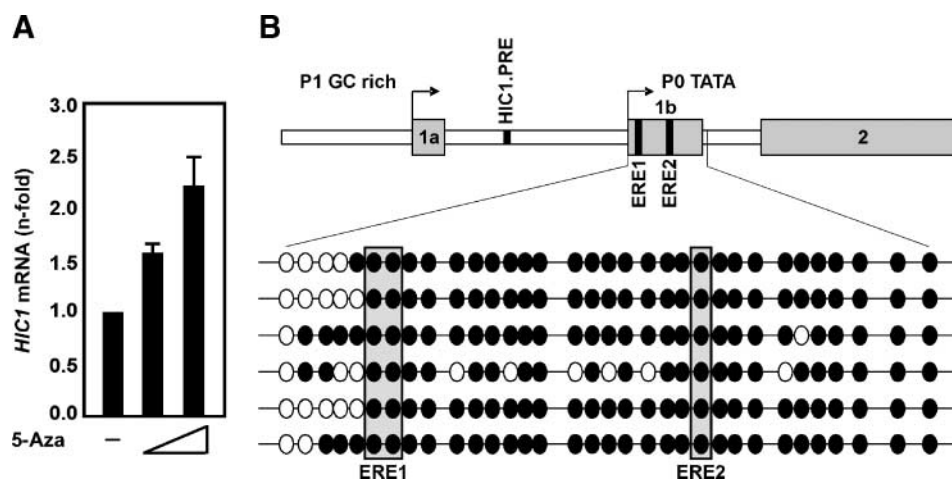 A
HIC1 mRNA (n-fold)
3.0
2.5
2.0
1.5
1.0
0.5
0.0
5-Aza
–
B
P1 GC rich
HIC1.PRE
P0 TATA
1a
1b
2
ERE1
ERE2
ERE1
ERE2